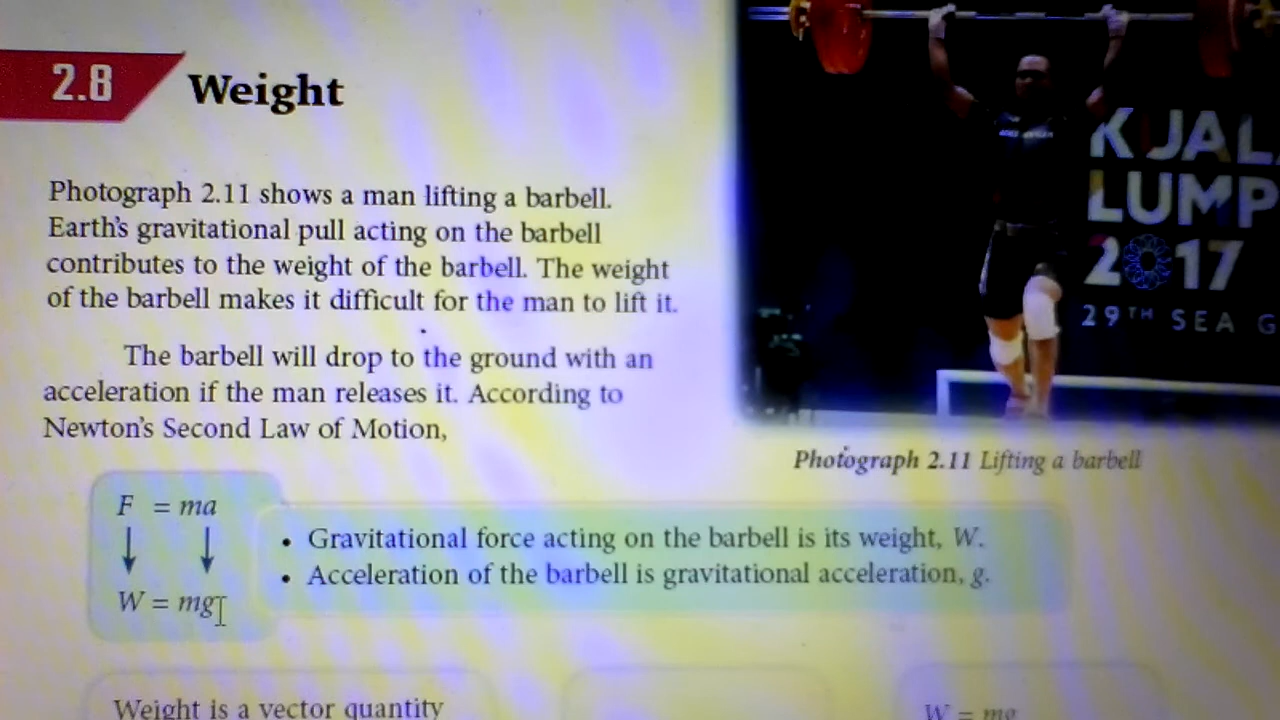 2.8
Weight
Photograph 2.11 shows a man lifting a barbell.
Earth's gravitational pull acting on the barbell
contributes to the weight of the barbell. The weight
of the barbell makes it difficult for the man to lift it.
The barbell will drop to the ground with an
acceleration if the man releases it. According to
Newton's Second Law of Motion,
K JAL
LUMP
2017
29TH SEA G
Photograph 2.11 Lifting a barbell
F = ma
W = mg
• Gravitational force acting on the barbell is its weight, W.
• Acceleration of the barbell is gravitational acceleration, g.
Weight is a vector quantity
W = mg